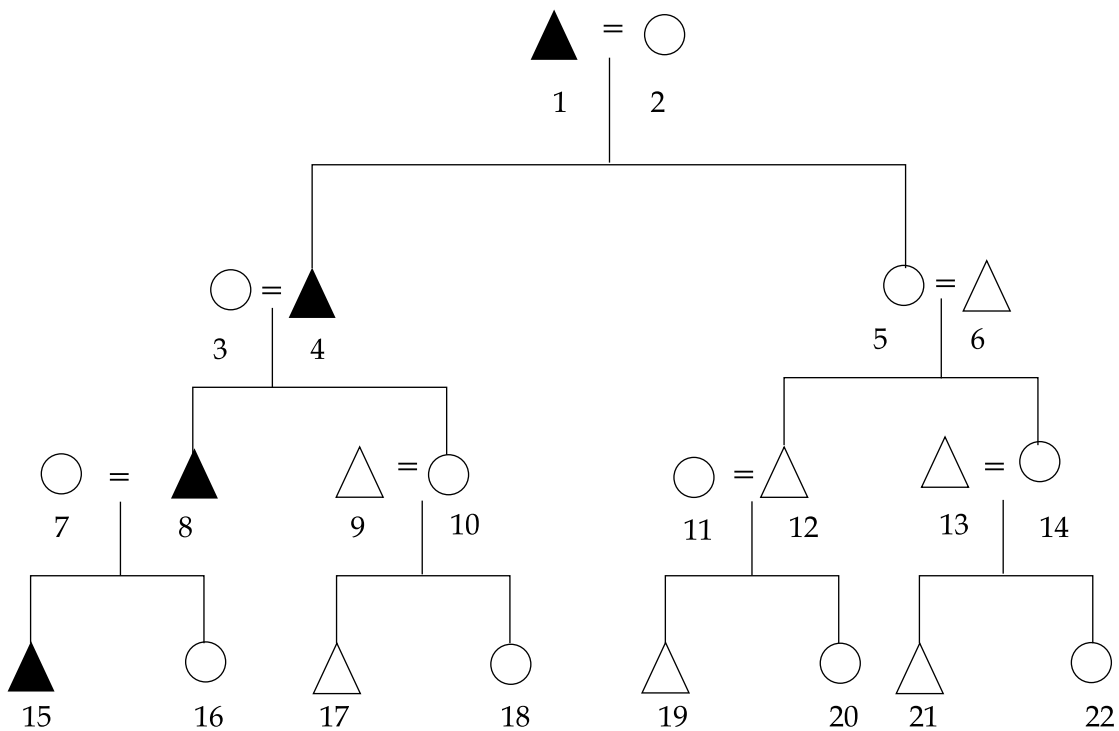 =
1 2
= =
3 4 5 6
= = = =
7 8 9 10 11 12 13 14
15 16 17 18 19 20 21 22